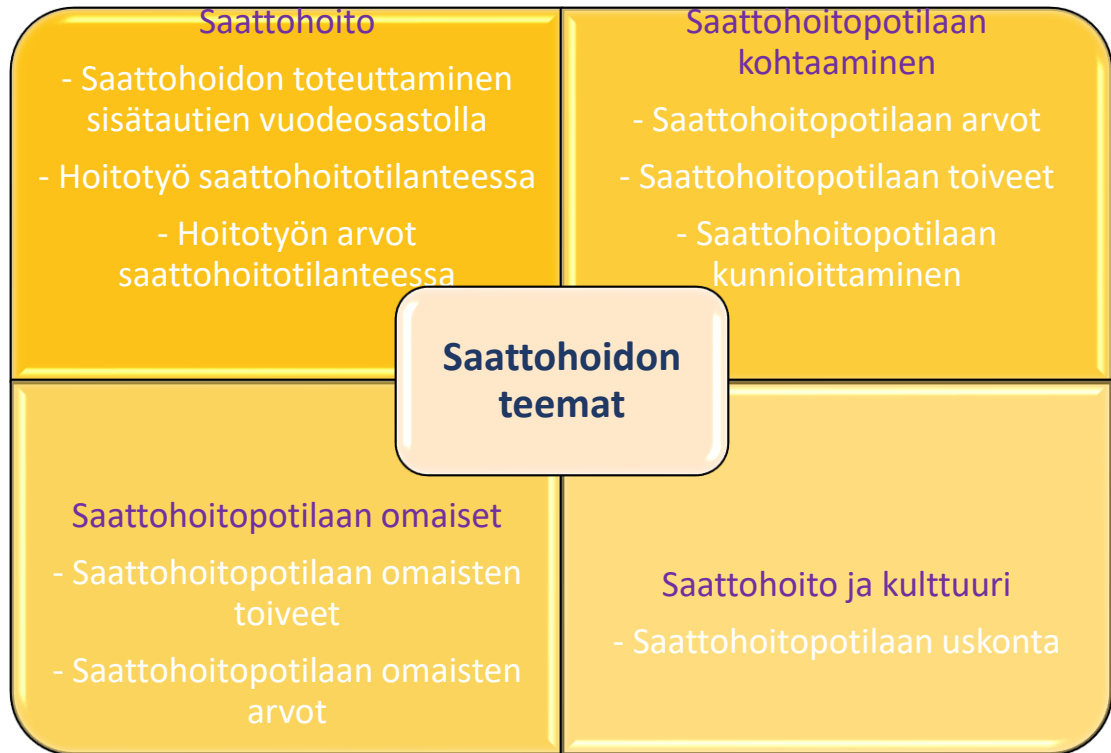 Saattohoito
- Saattohoidon toteuttaminen
sisätautien vuodeosastolla
- Hoitotyö saattohoitotilanteessa
- Hoitotyön arvot
saattohoitotilanteessa
Saattohoitopotilaan
kohtaaminen
- Saattohoitopotilaan arvot
- Saattohoitopotilaan toiveet
- Saattohoitopotilaan
kunnioittaminen
Saattohoidon
teemat
Saattohoitopotilaan omaiset
- Saattohoitopotilaan omaisten
toiveet
- Saattohoitopotilaan omaisten
arvot
Saattohoito ja kulttuuri
- Saattohoitopotilaan uskonta